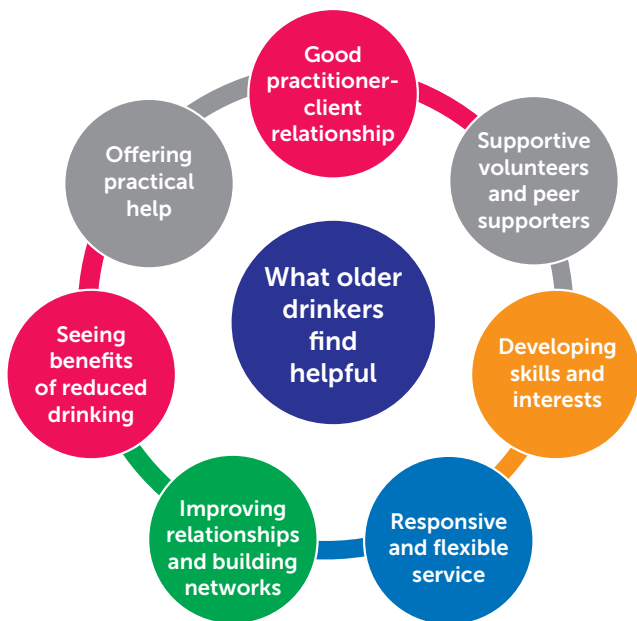 Good
practitioner-
client
relationship
Supportive
volunteers
and peer
supporters
Developing
skills and
interests
Responsive
and flexible
service
Improving
relationships
and building
networks
Seeing
benefits
of reduced
drinking
Offering
practical
help
What older
drinkers
find
helpful